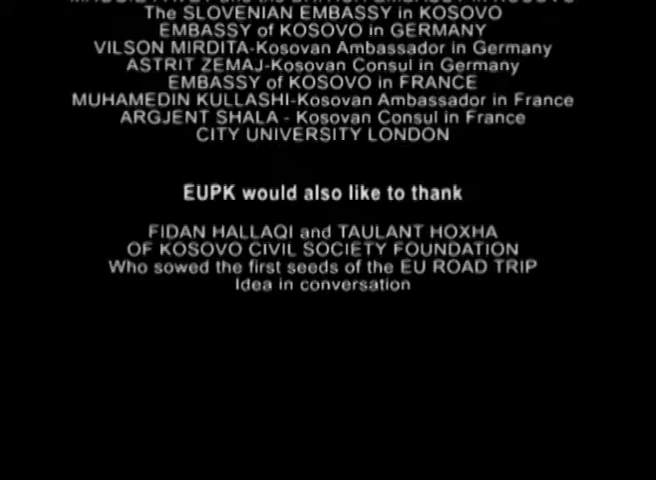 The SLOVENIAN EMBASSY in KOSOVO
EMBASSY of KOSOVO in GERMANY
VILSON MIRDITA-Kosovan Ambassador in Germany
ASTRIT ZEMAJ-Kosovan Consul in Germany
EMBASSY of KOSOVO in FRANCE
MUHAMEDIN KULLASHI-Kosovan Ambassador in France
ARGJENT SHALA - Kosovan Consul in France
CITY UNIVERSITY LONDON
EUPK would also like to thank
FIDAN HALLAQI and TAULANT HOXHA
OF KOSOVO CIVIL SOCIETY FOUNDATION
Who sowed the first seeds of the EU ROAD TRIP
Idea in conversation